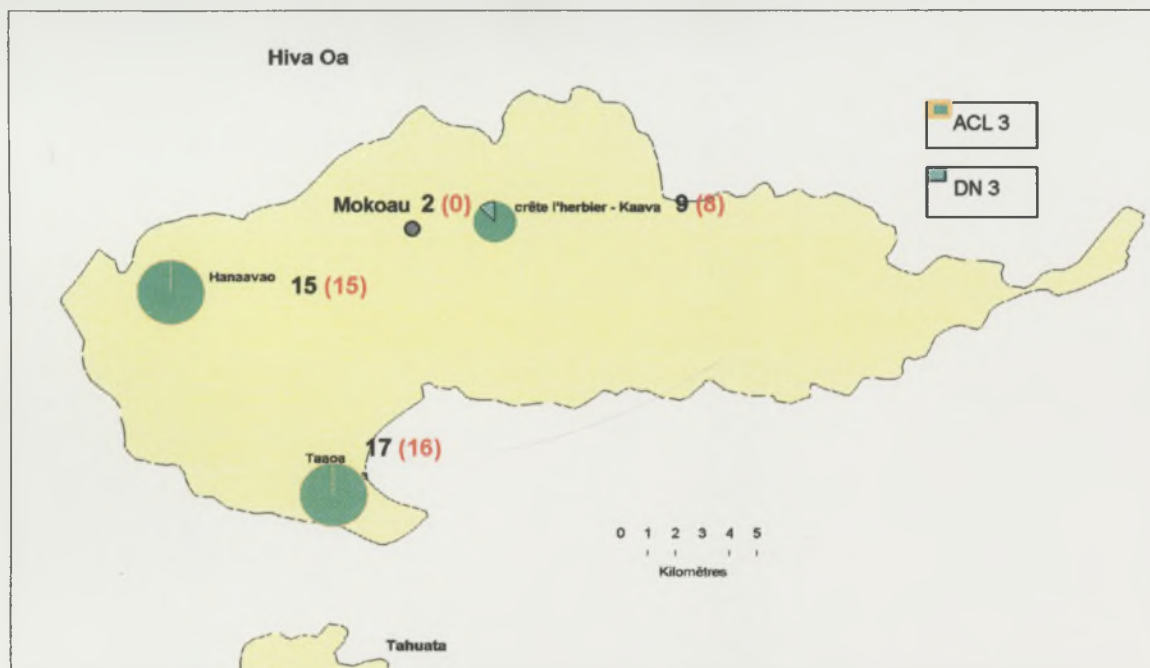 Hiva Oa
ACL 3
DN 3
Mokoau 2 (0)
crête l'herbier - Kaava 9 (8)
Hanaavao 15 (15)
17 (16)
Taaoa
0 1 2 3 4 5
Kilomètres
Tahuata